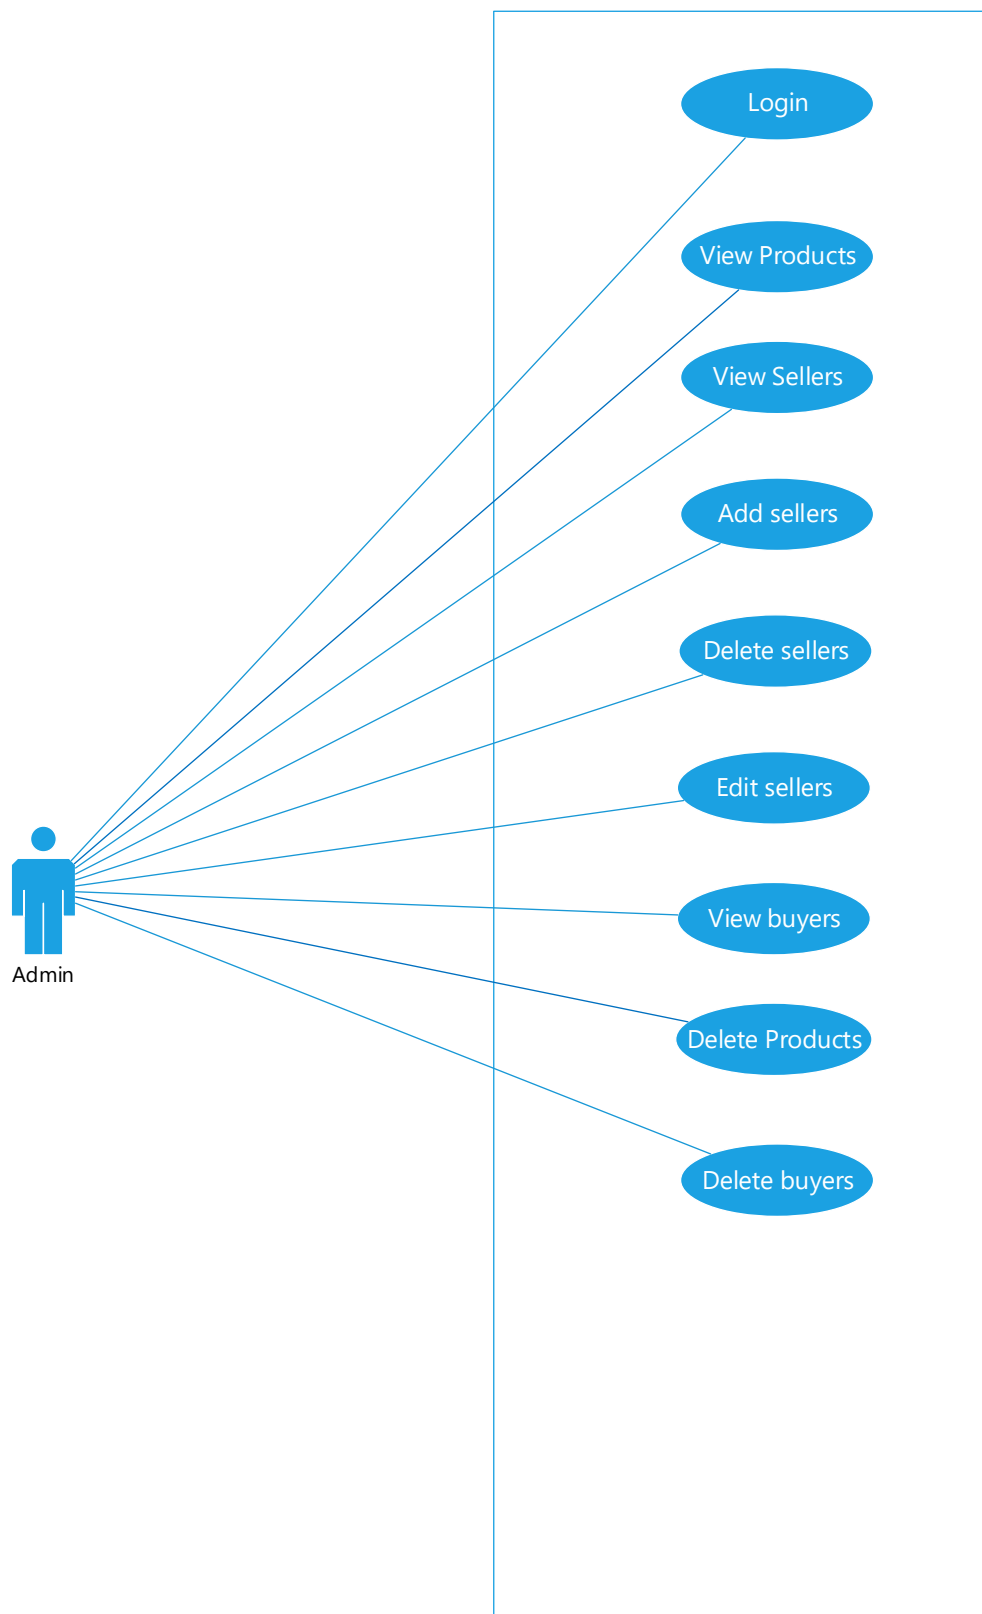 Login
View Products
View Sellers
Add sellers
Delete sellers
Edit sellers
View buyers
Admin
Delete Products
Delete buyers